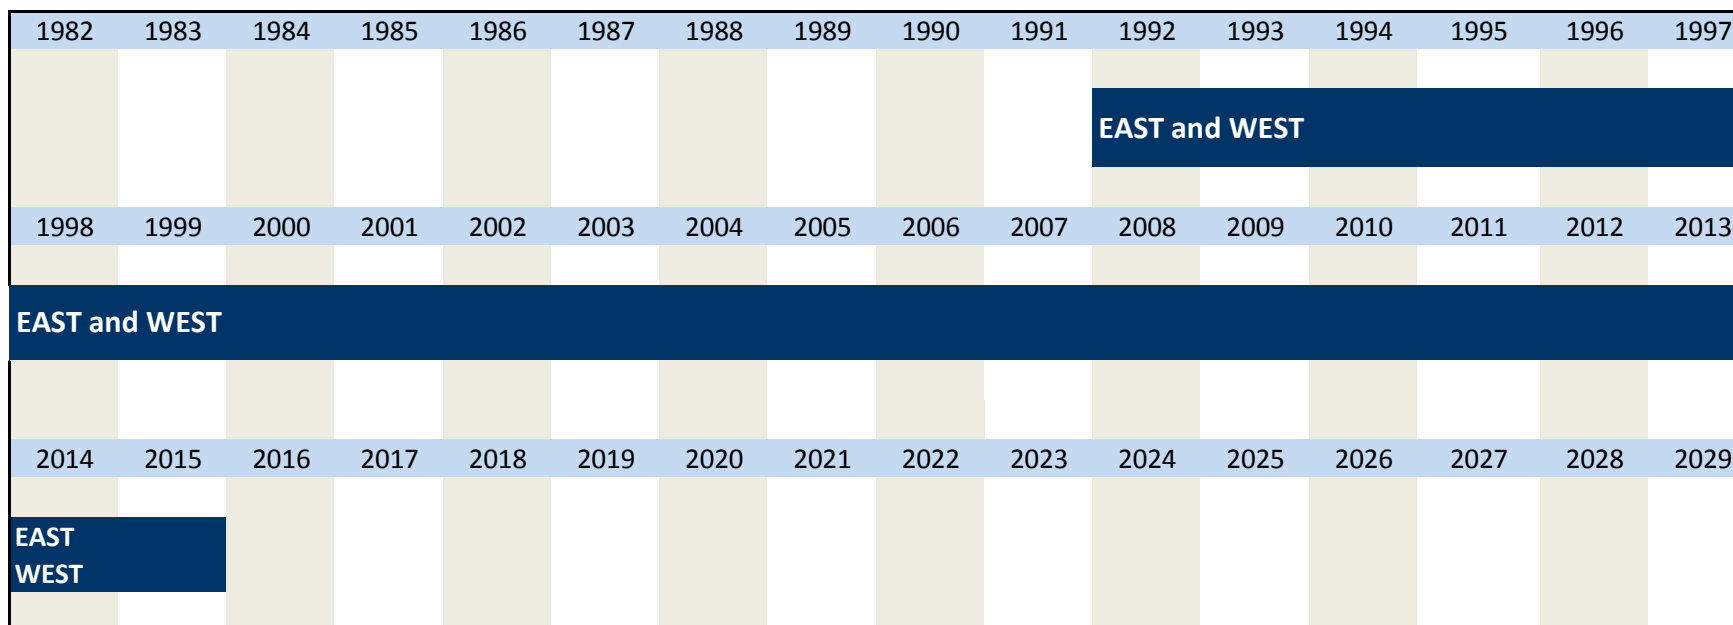 1982 1983 1984 1985 1986 1987 1988 1989 1990 1991 1992 1993 1994 1995 1996 1997
EAST and WEST
1998 1999 2000 2001 2002 2003 2004 2005 2006 2007 2008 2009 2010 2011 2012 2013
EAST and WEST
2014 2015 2016 2017 2018 2019 2020 2021 2022 2023 2024 2025 2026 2027 2028 2029
EAST
WEST